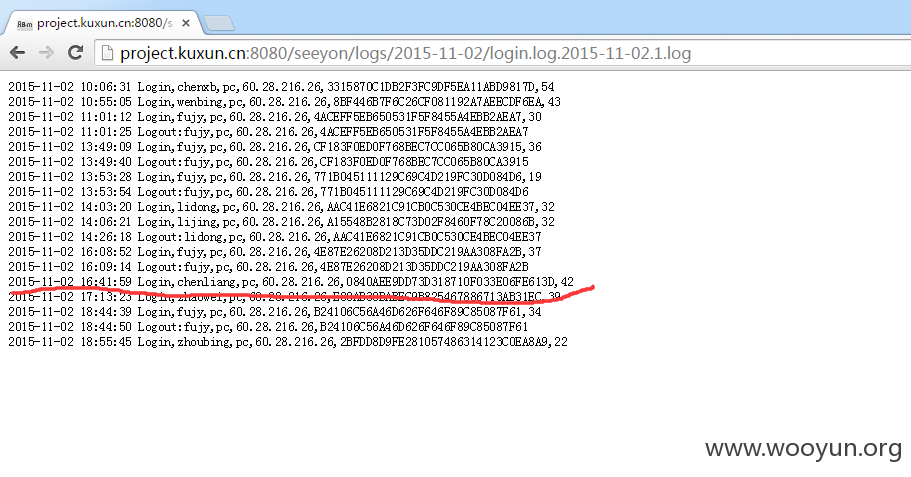 project.kuxun.cn:8080/s
project.kuxun.cn:8080/seeyon/logs/2015-11-02/login.log.2015-11-02.1.log
2015-11-02 10:06:31 Login,chenxb,pc,60.28.216.26,3315870C1DB2F3FC9DF5EA11ABD9817D,54
2015-11-02 10:55:05 Login,wenbing,pc,60.28.216.26,8BF446B7F6C26CF081192A7AEECDF6EA,43
2015-11-02 11:01:12 Login,fujy,pc,60.28.216.26,4ACEFF5EB650531F5F8455A4EBB2AEA7,30
2015-11-02 11:01:25 Logout:fujy,pc,60.28.216.26,4ACEFF5EB650531F5F8455A4EBB2AEA7
2015-11-02 13:49:09 Login,fujy,pc,60.28.216.26,CF183F0ED0F768BEC7CC065B80CA3915,36
2015-11-02 13:49:40 Logout:fujy,pc,60.28.216.26,CF183F0ED0F768BEC7CC065B80CA3915
2015-11-02 13:53:28 Login,fujy,pc,60.28.216.26,771B045111129C69C4D219FC30D084D6,19
2015-11-02 13:53:54 Logout:fujy,pc,60.28.216.26,771B045111129C69C4D219FC30D084D6
2015-11-02 14:03:20 Login,lidong,pc,60.28.216.26,AAC41E6821C91CB0C530CE4BEC04EE37,32
2015-11-02 14:06:21 Login,lijing,pc,60.28.216.26,A15548B2818C73D02F8460F78C20086B,32
2015-11-02 14:26:18 Logout:lidong,pc,60.28.216.26,AAC41E6821C91CB0C530CE4BEC04EE37
2015-11-02 16:08:52 Login,fujy,pc,60.28.216.26,4E87E26208D213D35DDC219AA308FA2B,37
2015-11-02 16:09:14 Logout:fujy,pc,60.28.216.26,4E87E26208D213D35DDC219AA308FA2B
2015-11-02 16:41:59 Login,chenliang,pc,60.28.216.26,0840AEE9DD73D318710F033E06FE613D,42
2015-11-02 17:13:23 Login,zhaowei,pc,60.28.216.26,
2015-11-02 18:44:39 Login,fujy,pc,60.28.216.26,B24106C56A46D626F646F89C85087F61,34
2015-11-02 18:44:50 Logout:fujy,pc,60.28.216.26,B24106C56A46D626F646F89C85087F61
2015-11-02 18:55:45 Login,zhoubing,pc,60.28.216.26,2BFDD8D9FE281057486314123C0EA8A9,22
www.wooyun.org